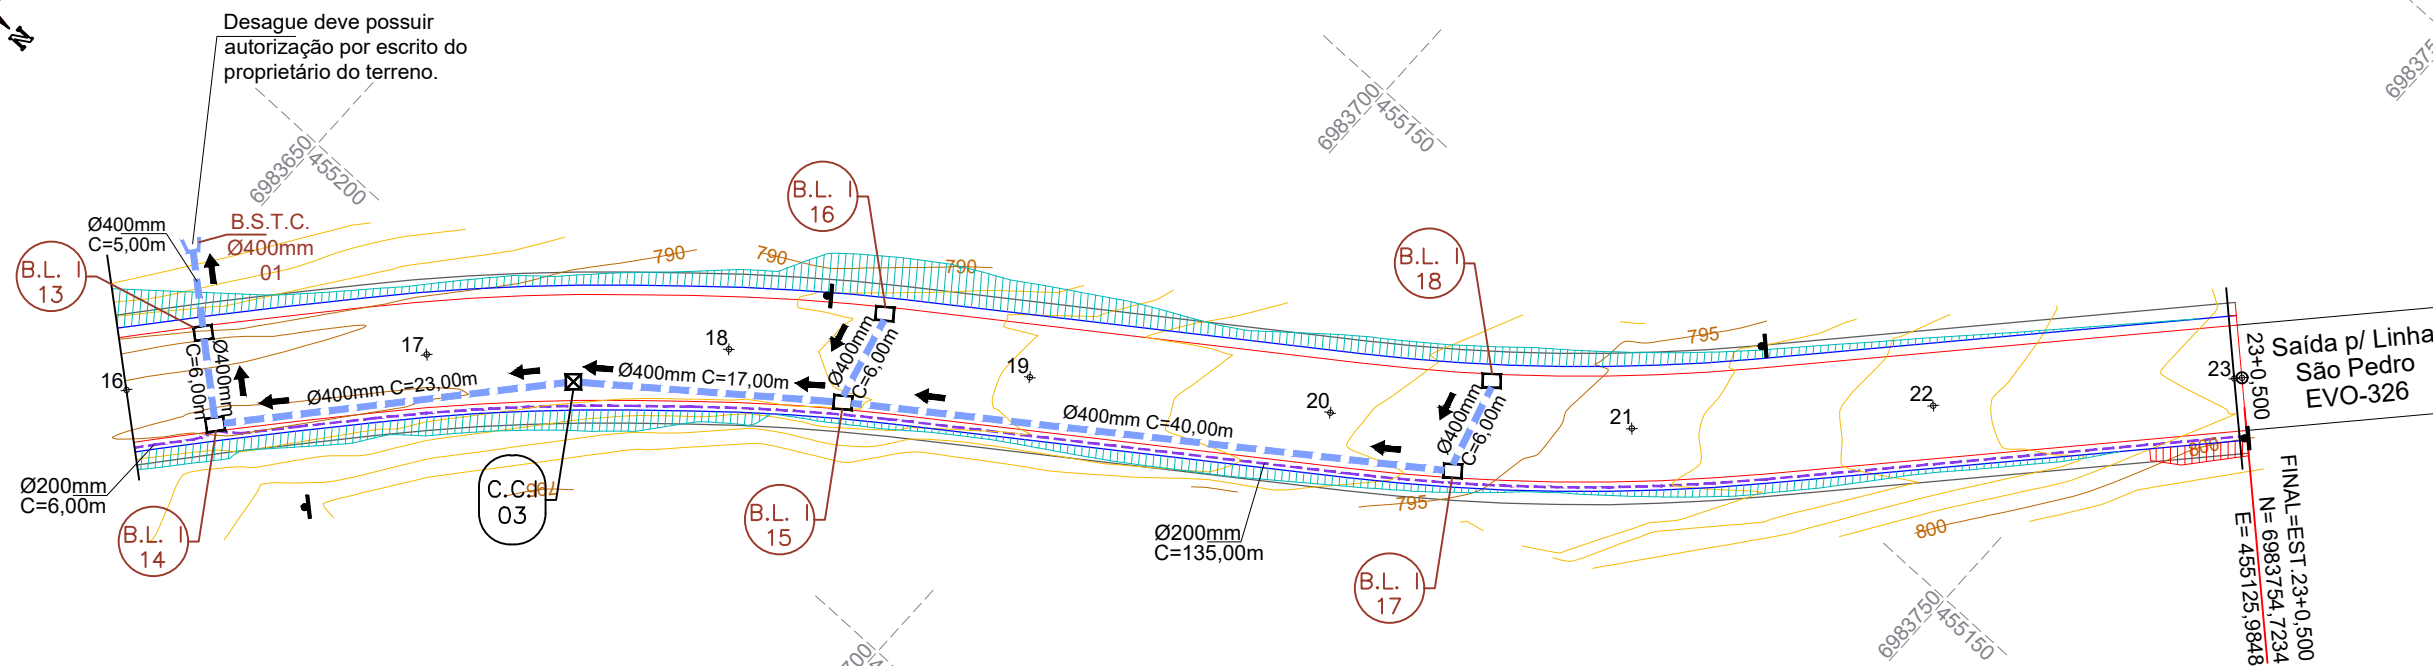 N
Desague deve possuir
autorização por escrito do
proprietário do terreno.
6983650
455200
6983700
455150
Ø400mm
C=5,00m
B.S.T.C.
Ø400mm
01
B.L. I
13
B.L. I
16
B.L. I
18
790
790
790
795
16
17
18
19
20
21
22
23
Ø400mm
C=6,00m
Ø400mm C=23,00m
Ø400mm C=17,00m
Ø400mm
C=6,00m
Ø400mm C=40,00m
Ø400mm
C=6,00m
23+0,500
Saída p/ Linha
São Pedro
EVO-326
Ø200mm
C=6,00m
B.L. I
14
C.C.I
03
796
B.L. I
15
Ø200mm
C=135,00m
B.L. I
17
795
800
800
6983750
455150
FINAL=EST.23+0,500
N= 6983754,7234
E= 455125,9848